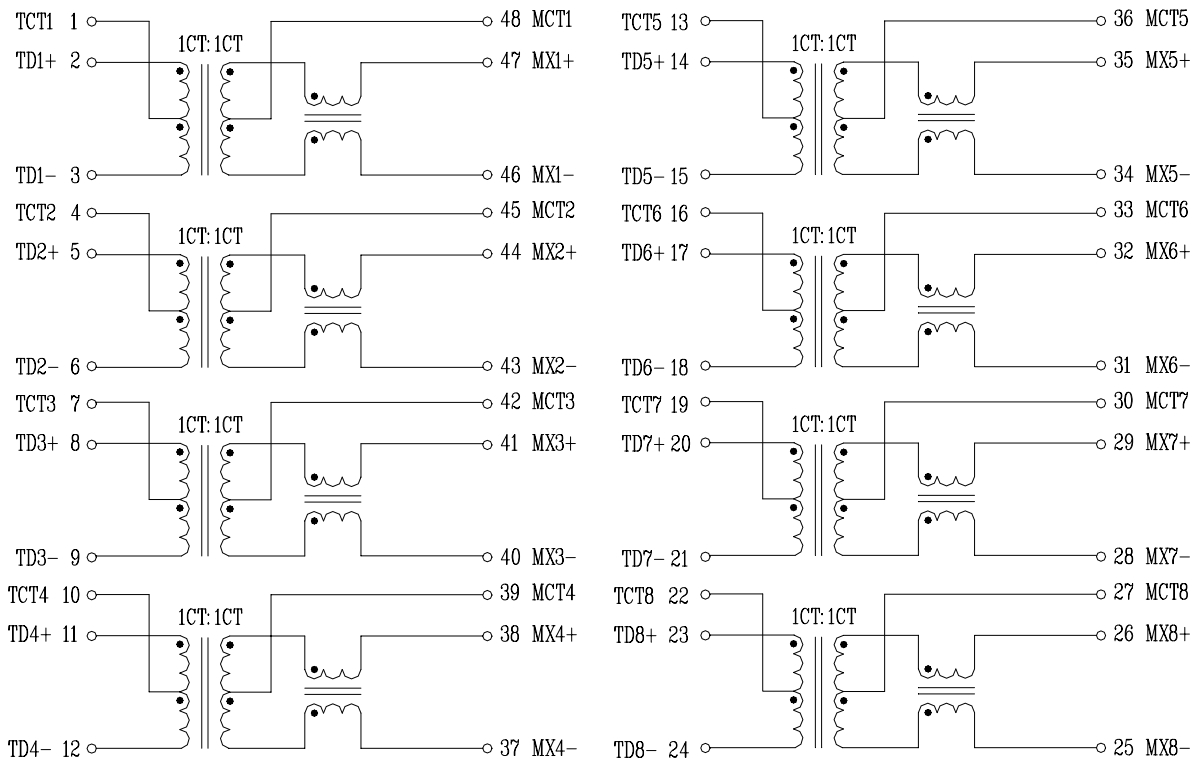 TCT1 1 48 MCT1
1CT:1CT
TD1+ 2 47 MX1+
TD1- 3 46 MX1-
TCT2 4 45 MCT2
1CT:1CT
TD2+ 5 44 MX2+
TD2- 6 43 MX2-
TCT3 7 42 MCT3
1CT:1CT
TD3+ 8 41 MX3+
TD3- 9 40 MX3-
TCT4 10 39 MCT4
1CT:1CT
TD4+ 11 38 MX4+
TD4- 12 37 MX4-
TCT5 13 36 MCT5
1CT:1CT
TD5+ 14 35 MX5+
TD5- 15 34 MX5-
TCT6 16 33 MCT6
1CT:1CT
TD6+ 17 32 MX6+
TD6- 18 31 MX6-
TCT7 19 30 MCT7
1CT:1CT
TD7+ 20 29 MX7+
TD7- 21 28 MX7-
TCT8 22 27 MCT8
1CT:1CT
TD8+ 23 26 MX8+
TD8- 24 25 MX8-